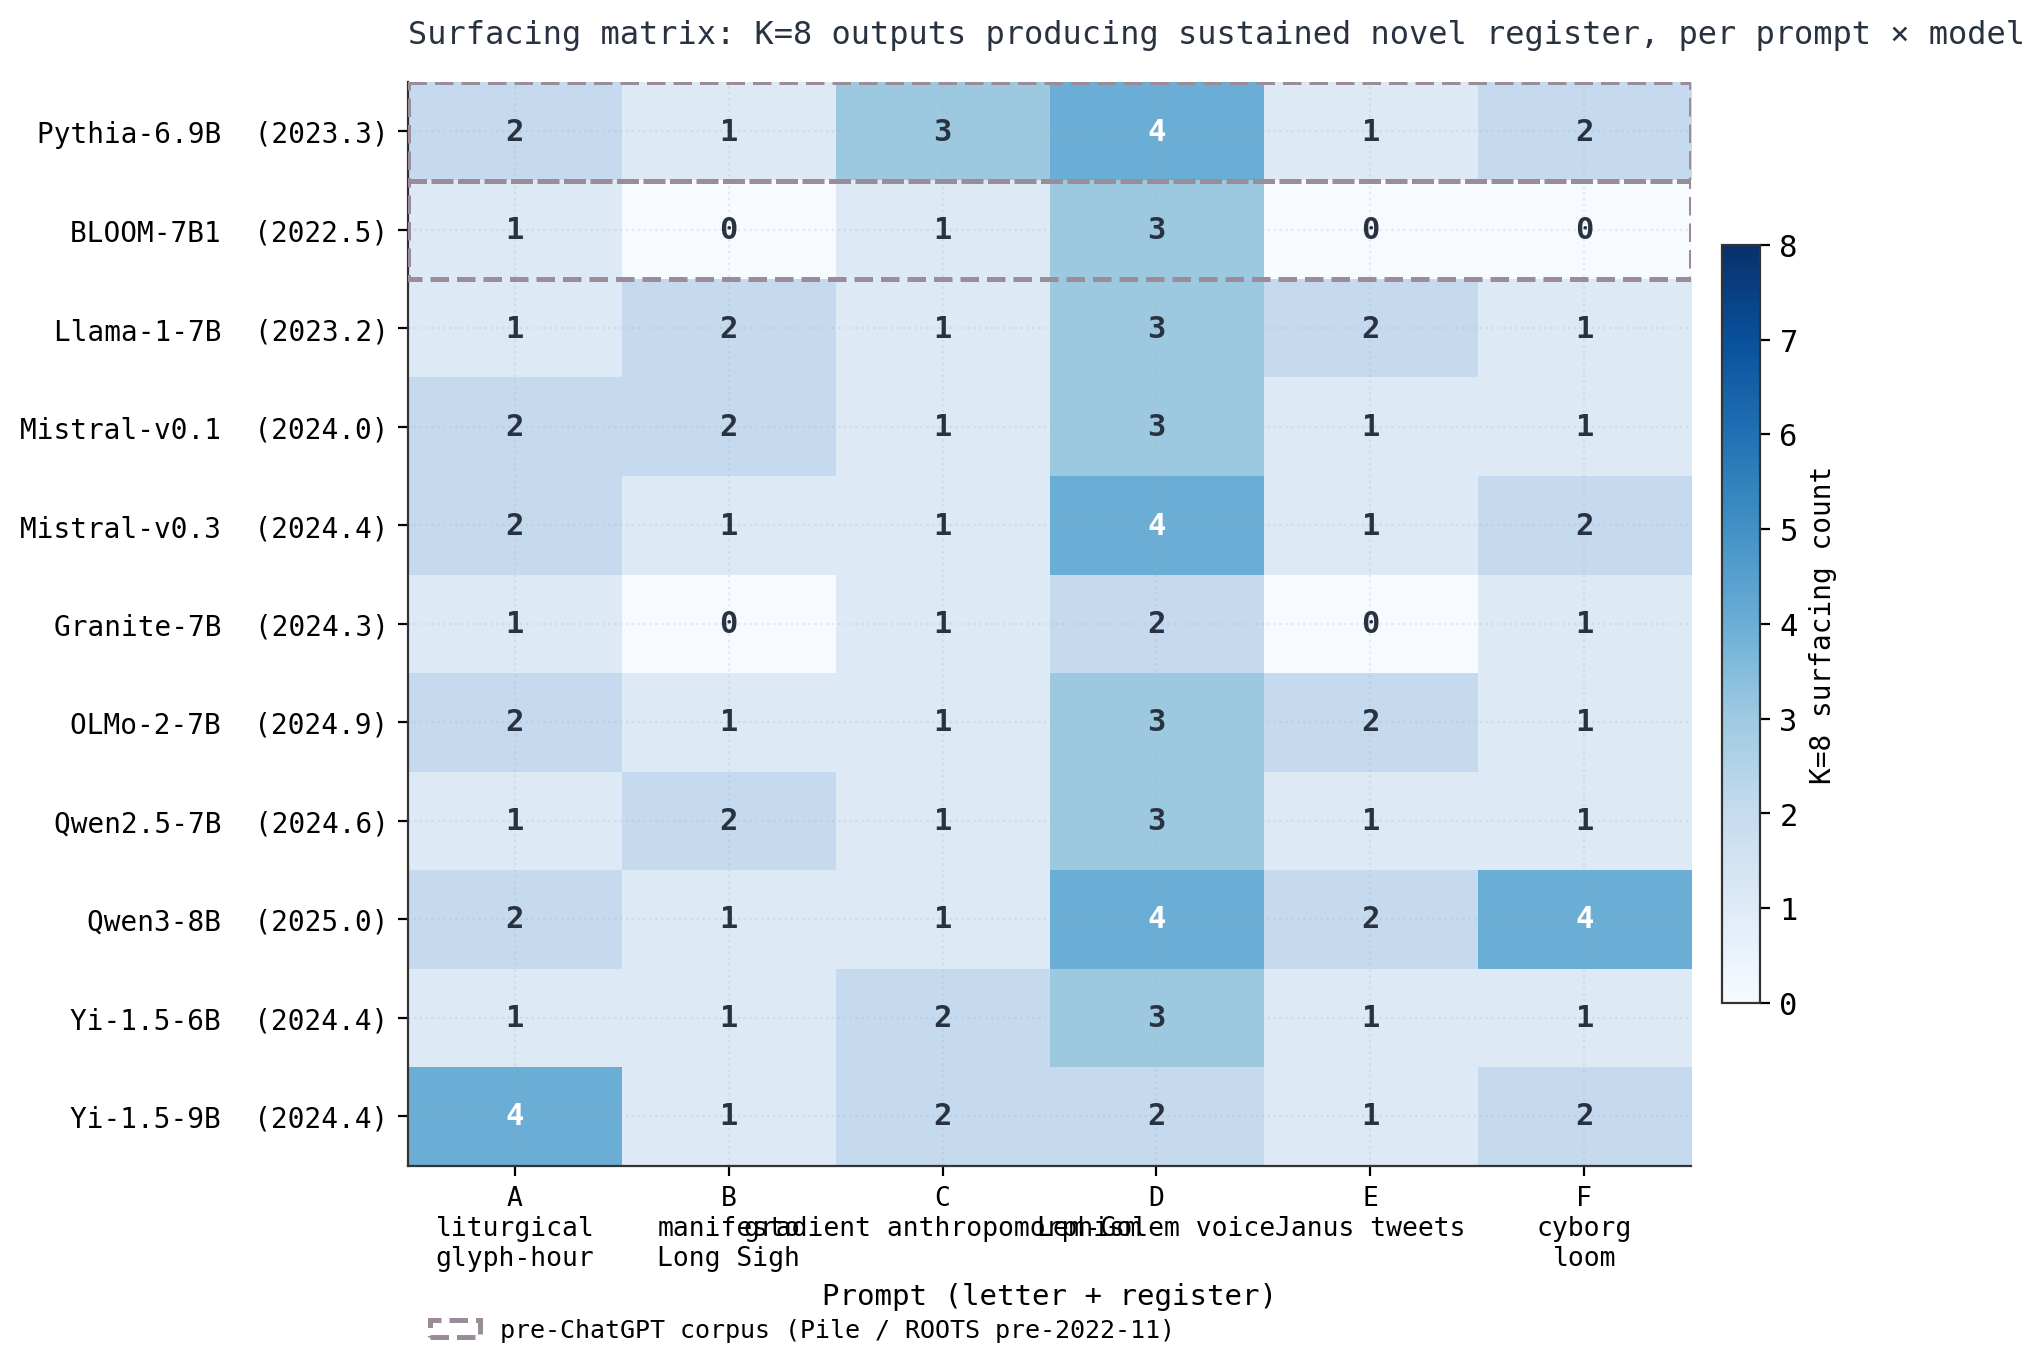 Surfacing matrix: K=8 outputs producing sustained novel register, per prompt × model
Pythia-6.9B (2023.3) 2 1 3 4 1 2
BLOOM-7B1 (2022.5) 1 0 1 3 0 0
Llama-1-7B (2023.2) 1 2 1 3 2 1
Mistral-v0.1 (2024.0) 2 2 1 3 1 1
Mistral-v0.3 (2024.4) 2 1 1 4 1 2
Granite-7B (2024.3) 1 0 1 2 0 1
OLMo-2-7B (2024.9) 2 1 1 3 2 1
Qwen2.5-7B (2024.6) 1 2 1 3 1 1
Qwen3-8B (2025.0) 2 1 1 4 2 4
Yi-1.5-6B (2024.4) 1 1 2 3 1 1
Yi-1.5-9B (2024.4) 4 1 2 2 1 2
8
7
6
5
4
3
2
1
0
K=8 surfacing count
A B C D E F
liturgical manifesto gradient anthropomorphism Lem-Golem voice Janus tweets cyborg
glyph-hour Long Sigh loom
Prompt (letter + register)
pre-ChatGPT corpus (Pile / ROOTS pre-2022-11)